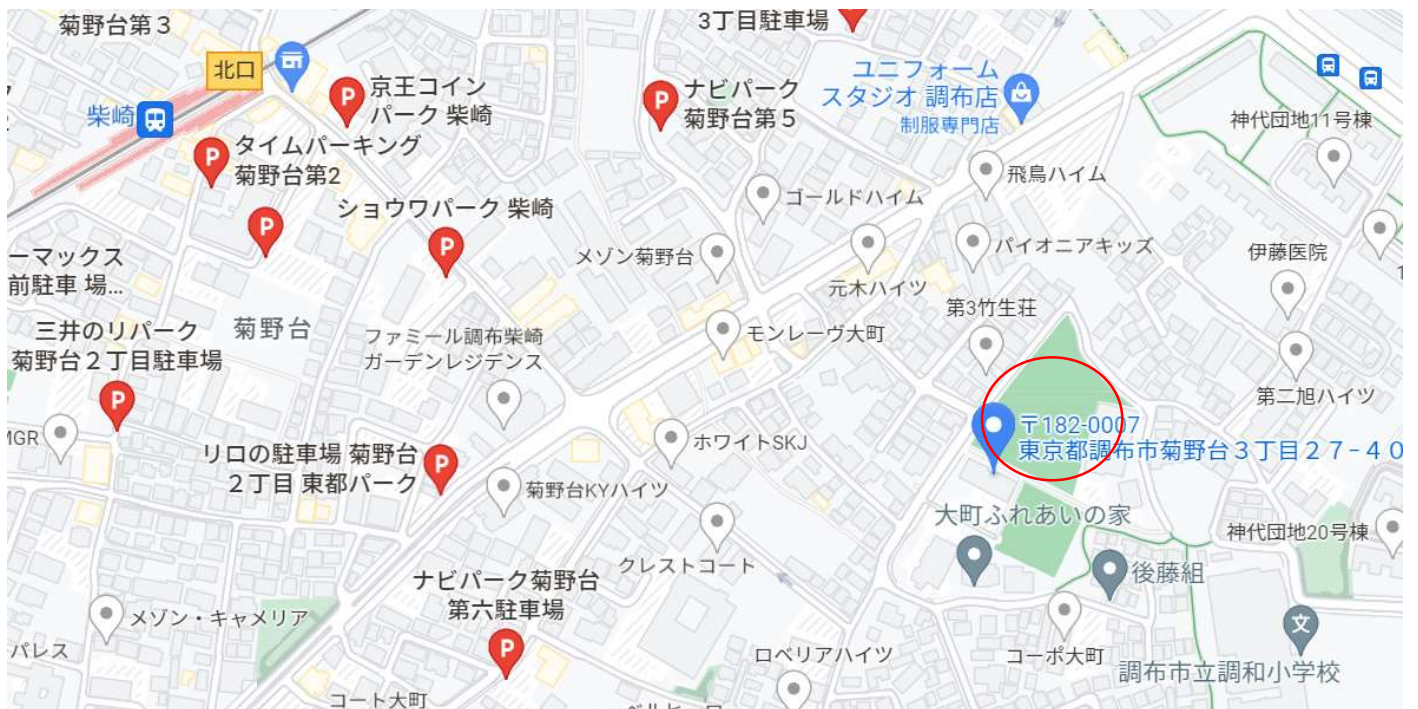 菊野台第３
3丁目駐車場
北口
京王コイン
パーク 柴崎
ナビパーク
菊野台第５
ユニフォーム
スタジオ 調布店
制服専門店
神代団地11号棟
柴崎
タイムパーキング
菊野台第2
飛鳥ハイム
ゴールドハイム
ショウワパーク 柴崎
パイオニアキッズ
メゾン菊野台
伊藤医院
ーマックス
前駐車 場...
元木ハイツ
第3竹生荘
三井のリパーク
菊野台２丁目駐車場
菊野台
ファミール調布柴崎
ガーデンレジデンス
モンレーヴ大町
第二旭ハイツ
〒182-0007
東京都調布市菊野台３丁目２７−４０
MGR
ホワイトSKJ
リロの駐車場 菊野台
２丁目 東都パーク
菊野台KYハイツ
大町ふれあいの家
神代団地20号棟
クレストコート
後藤組
ナビパーク菊野台
第六駐車場
メゾン・キャメリア
パレス
ロベリアハイツ
コーポ大町
文
調布市立調和小学校
コート大町